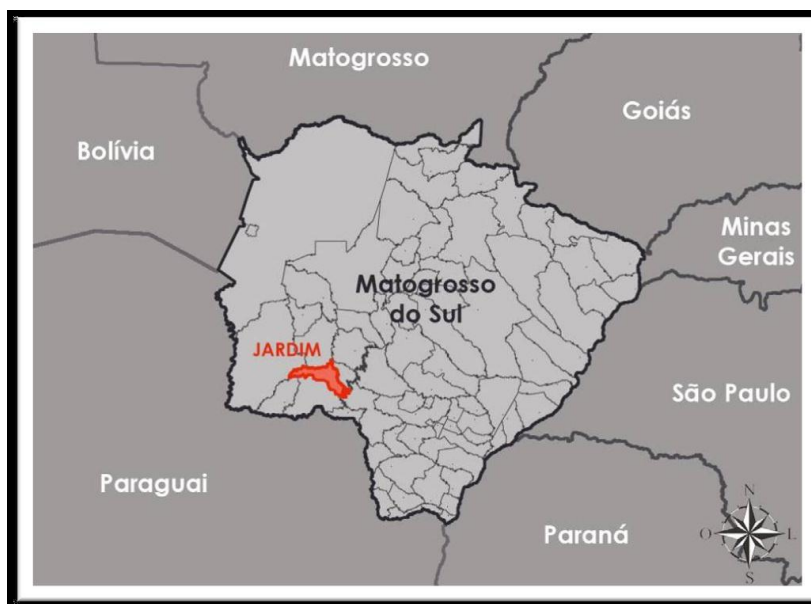 Matogrosso
Goiás
Bolívia
Minas
Gerais
Matogrosso
do Sul
JARDIM
São Paulo
Paraguai
Paraná
N
O
L
S